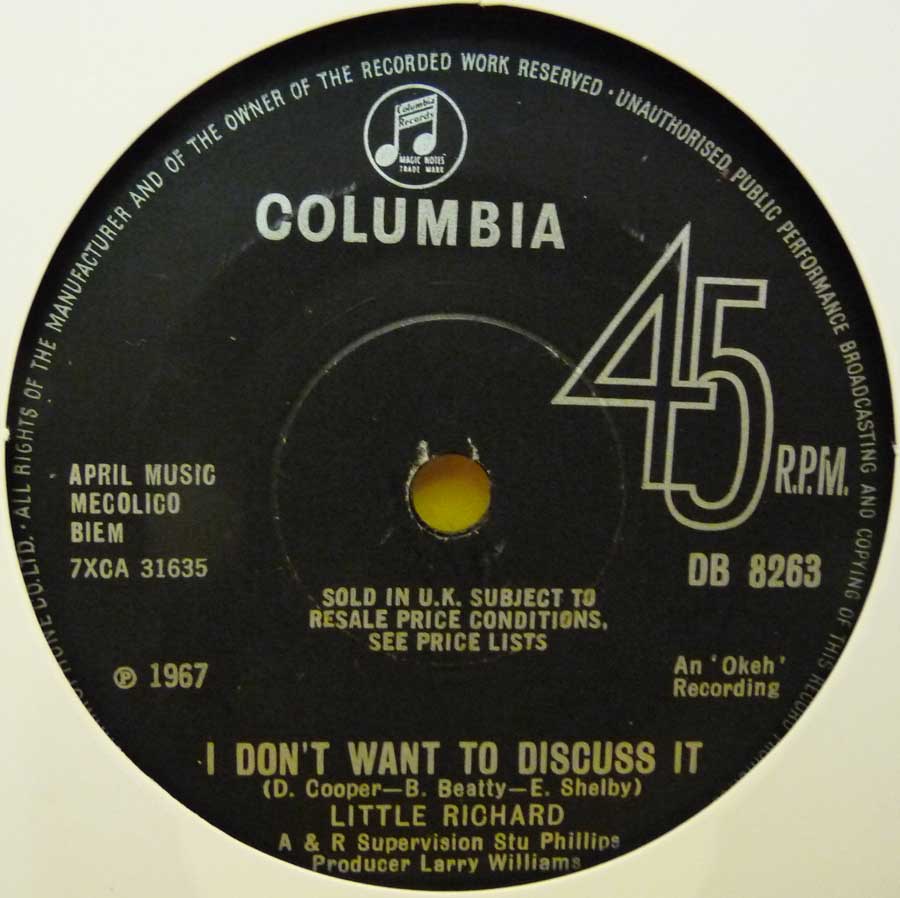 ALL RIGHTS OF THE MANUFACTURER AND OF THE OWNER OF THE RECORDED WORK RESERVED · UNAUTHORISED PUBLIC PERFORMANCE BROADCASTING AND COPYING OF THIS RECORD
CO. LTD. ·
Columbia
Records
"MAGIC NOTES"
TRADE MARK
COLUMBIA
45
R.P.M.
APRIL MUSIC
MECOLICO
BIEM
7XCA 31635
DB 8263
SOLD IN U.K. SUBJECT TO
RESALE PRICE CONDITIONS,
SEE PRICE LISTS
℗ 1967
An 'Okeh'
Recording
I DON'T WANT TO DISCUSS IT
(D. Cooper—B. Beatty—E. Shelby)
LITTLE RICHARD
A & R Supervision Stu Phillips
Producer Larry Williams